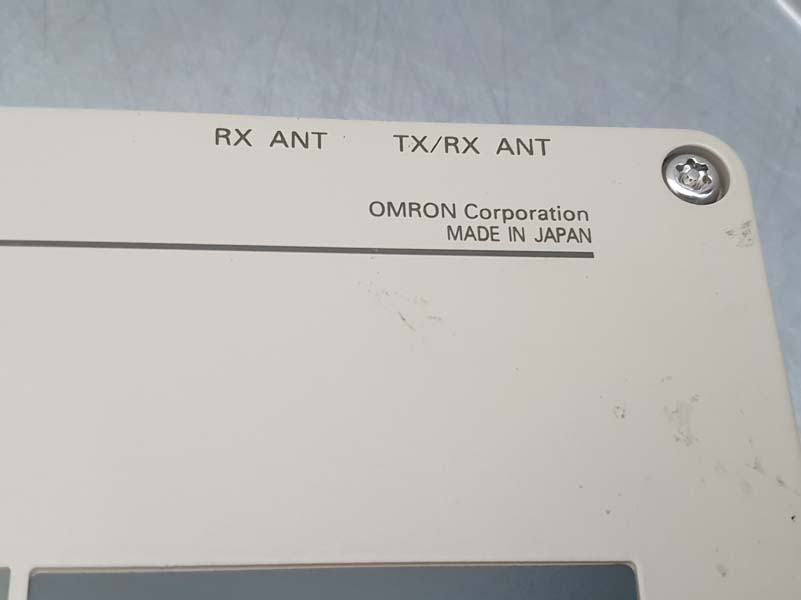 RX ANT TX/RX ANT
OMRON Corporation
MADE IN JAPAN